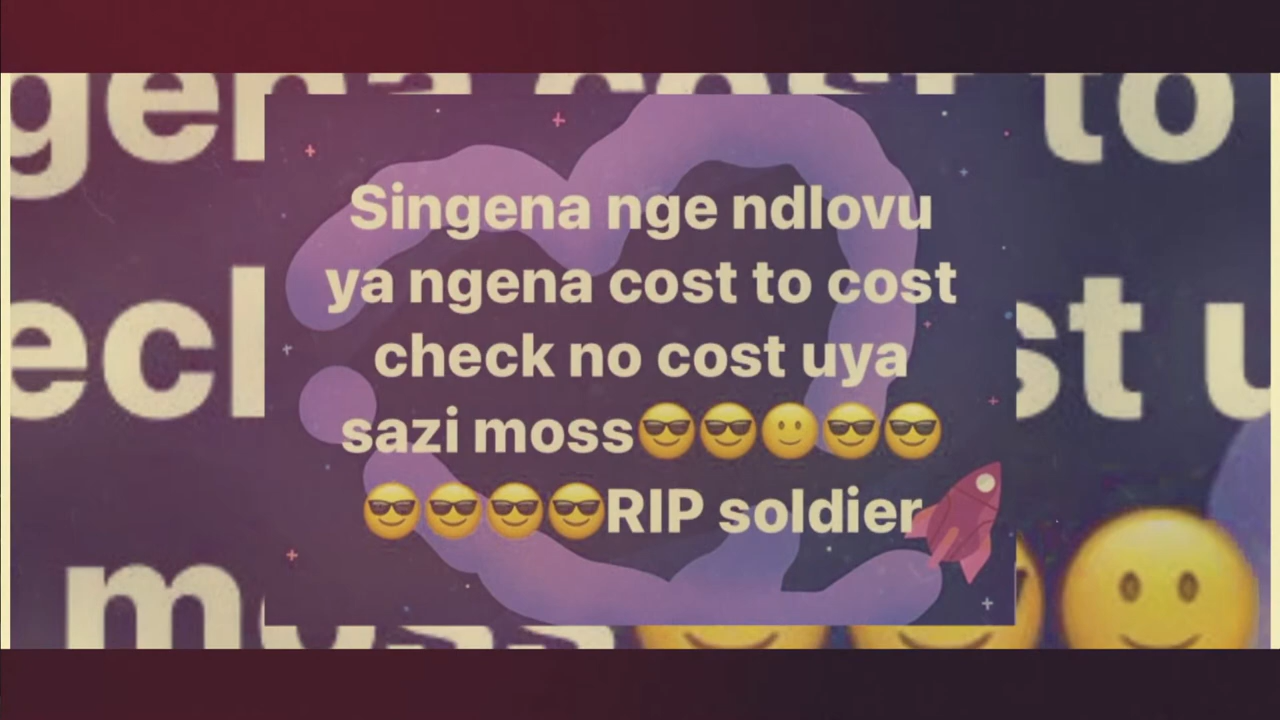 Singena nge ndlovu
ya ngena cost to cost
check no cost uya
sazi moss😎😎🙂😎😎
😎😎😎😎RIP soldier